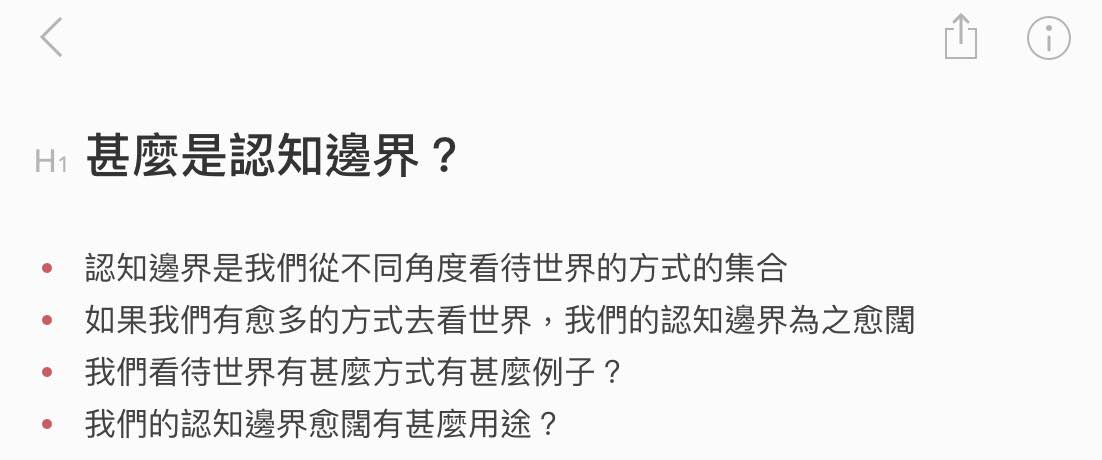 H1 甚麼是認知邊界？
• 認知邊界是我們從不同角度看待世界的方式的集合
• 如果我們有愈多的方式去看世界，我們的認知邊界為之愈闊
• 我們看待世界有甚麼方式有甚麼例子？
• 我們的認知邊界愈闊有甚麼用途？